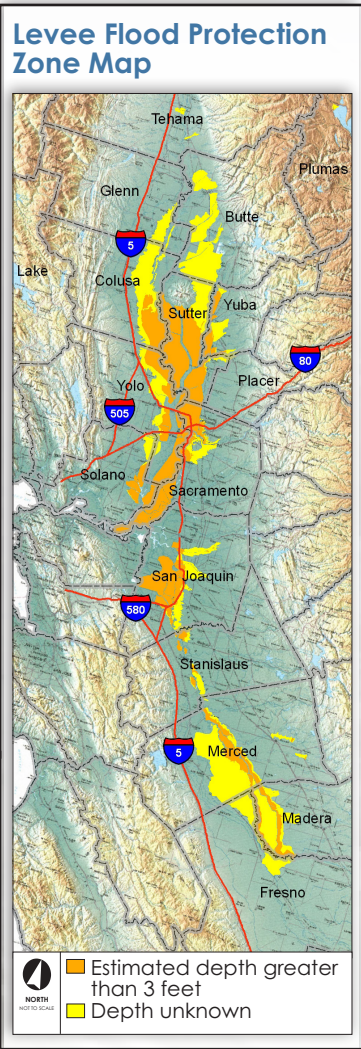 Levee Flood Protection
Zone Map
Tehama
Plumas
Glenn
Butte
5
Lake
Colusa
Yuba
Sutter
80
Placer
Yolo
505
Solano
Sacramento
San Joaquin
580
Stanislaus
5
Merced
Madera
Fresno
NORTH
NOT TO SCALE
Estimated depth greater
than 3 feet
Depth unknown